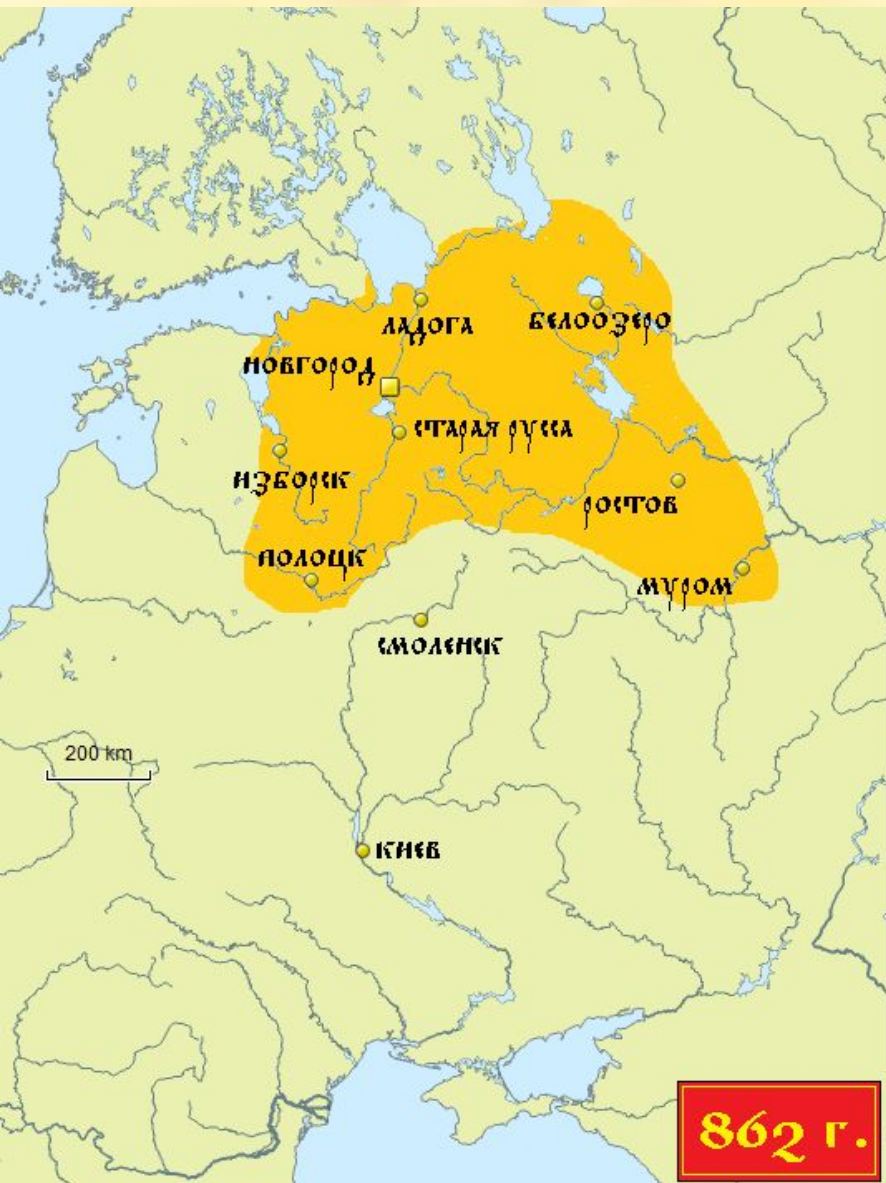 ЛАДОГА
БЕЛООЗЕРО
НОВГОРОД
СТАРАЯ РУССА
ИЗБОРСК
РОСТОВ
ПОЛОЦК
МУРОМ
СМОЛЕНСК
200 km
КИЕВ
862 г.